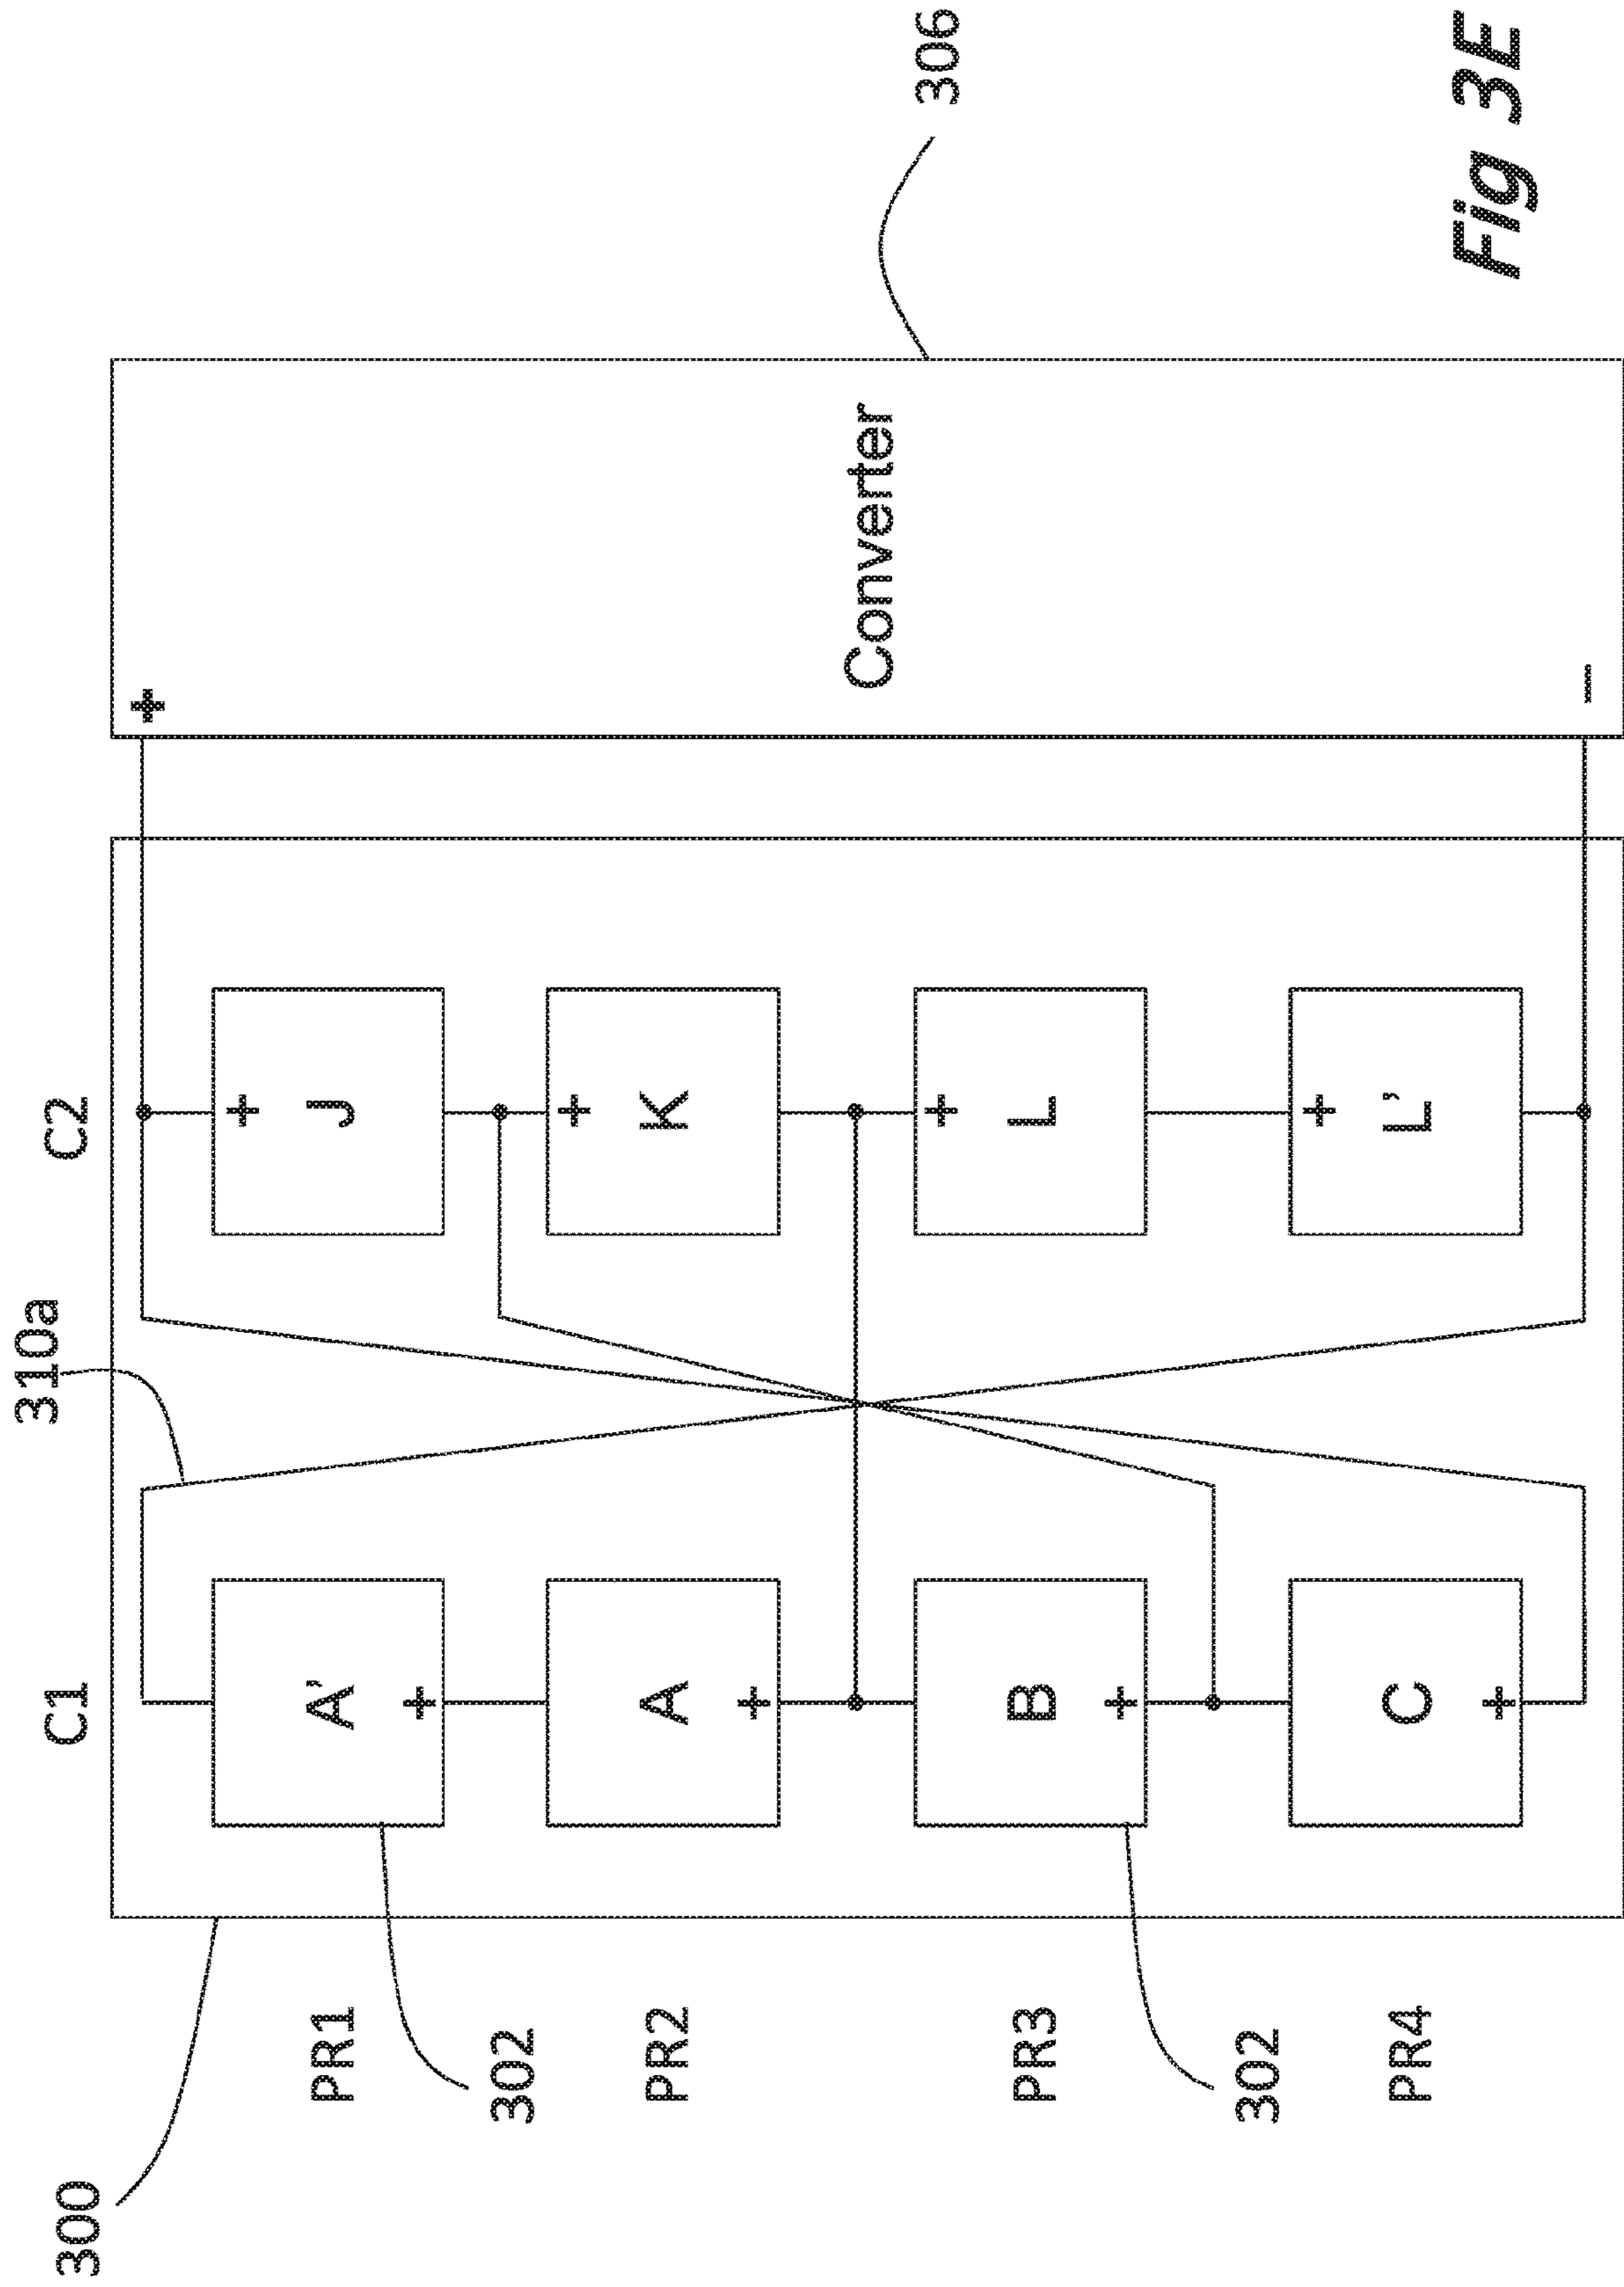 310a
300
C1
C2
+
+
PR1
A'
J
+
302
+
PR2
A
K
+
Converter
306
+
PR3
B
L
+
302
+
PR4
C
L'
+
Fig 3E
−